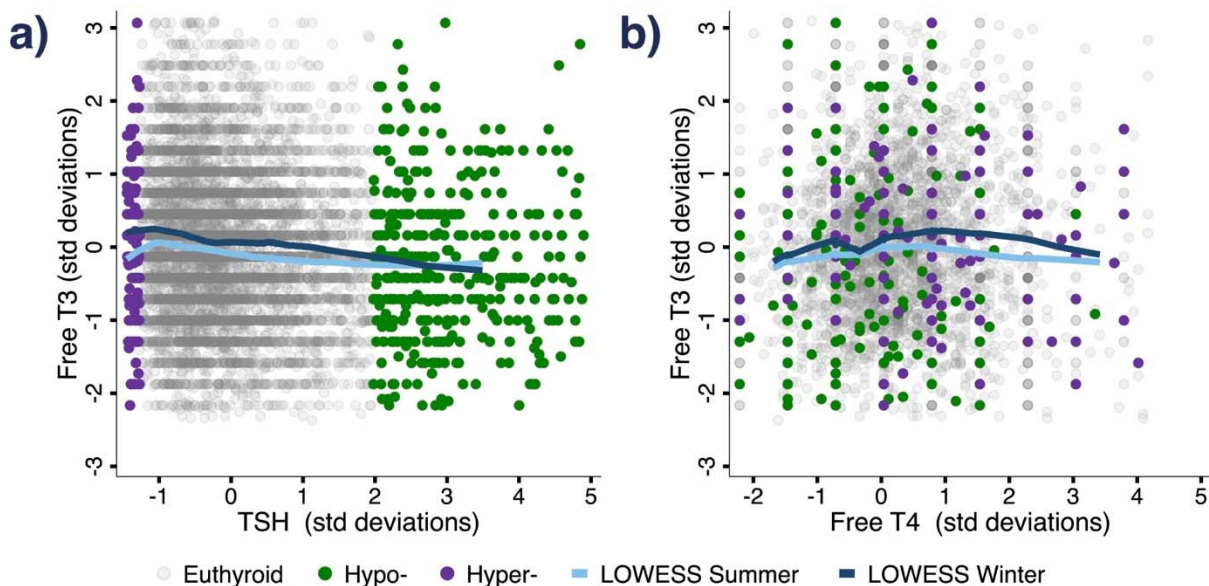 a)
Free T3 (std deviations)
3
2
1
0
-1
-2
-3
-1 0 1 2 3 4 5
TSH (std deviations)
b)
Free T3 (std deviations)
3
2
1
0
-1
-2
-3
-2 -1 0 1 2 3 4 5
Free T4 (std deviations)
Euthyroid Hypo- Hyper- LOWESS Summer LOWESS Winter